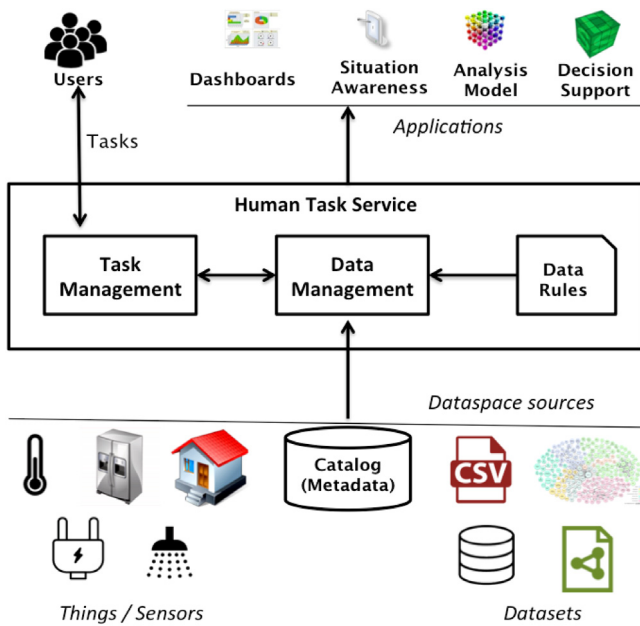 Users
Dashboards
Situation
Awareness
Analysis
Model
Decision
Support
Applications
Tasks
Human Task Service
Task
Management
Data
Management
Data
Rules
Dataspace sources
Catalog
(Metadata)
CSV
Things / Sensors
Datasets